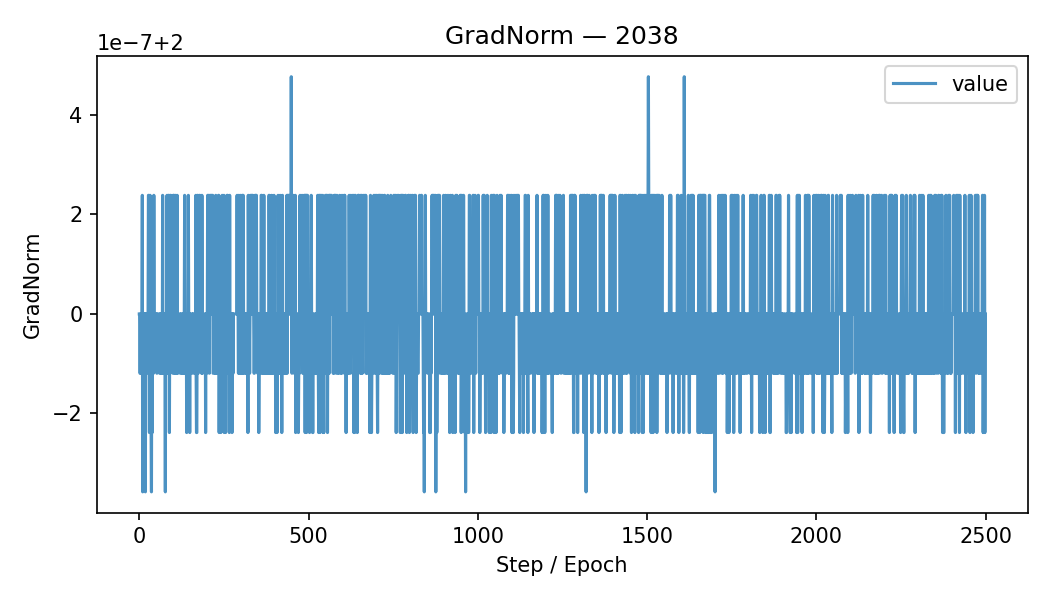 GradNorm — 2038
1e−7+2
value
4
2
0
−2
GradNorm
0
500
1000
1500
2000
2500
Step / Epoch